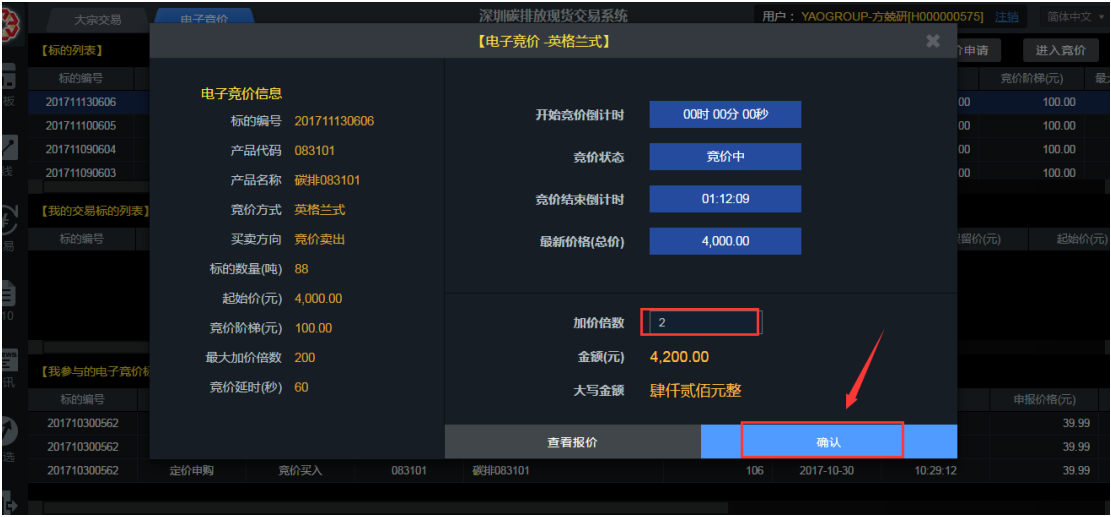 大宗交易 电子竞价 深圳碳排放现货交易系统 用户： YAOGROUP-方兢研[H000000575] 注销 简体中文
【标的列表】 【电子竞价 -英格兰式】 价申请 进入竞价
标的编号 竞价阶梯(元)
201711130606 00 100.00
201711100605 00 100.00
201711090604 00 100.00
201711090603 00 100.00
电子竞价信息
标的编号 201711130606
产品代码 083101
产品名称 碳排083101
竞价方式 英格兰式
买卖方向 竞价卖出
标的数量(吨) 88
起始价(元) 4,000.00
竞价阶梯(元) 100.00
最大加价倍数 200
竞价延时(秒) 60
开始竞价倒计时 00时 00分 00秒
竞价状态 竞价中
竞价结束倒计时 01:12:09
最新价格(总价) 4,000.00
加价倍数 2
金额(元) 4,200.00
大写金额 肆仟贰佰元整
查看报价 确认
【我的交易标的列表】
标的编号 留价(元) 起始价(元)
【我参与的电子竞价标
标的编号 申报价格(元)
201710300562 39.99
201710300562 39.99
201710300562 定价申购 竞价买入 083101 碳排083101 106 2017-10-30 10:29:12 39.99